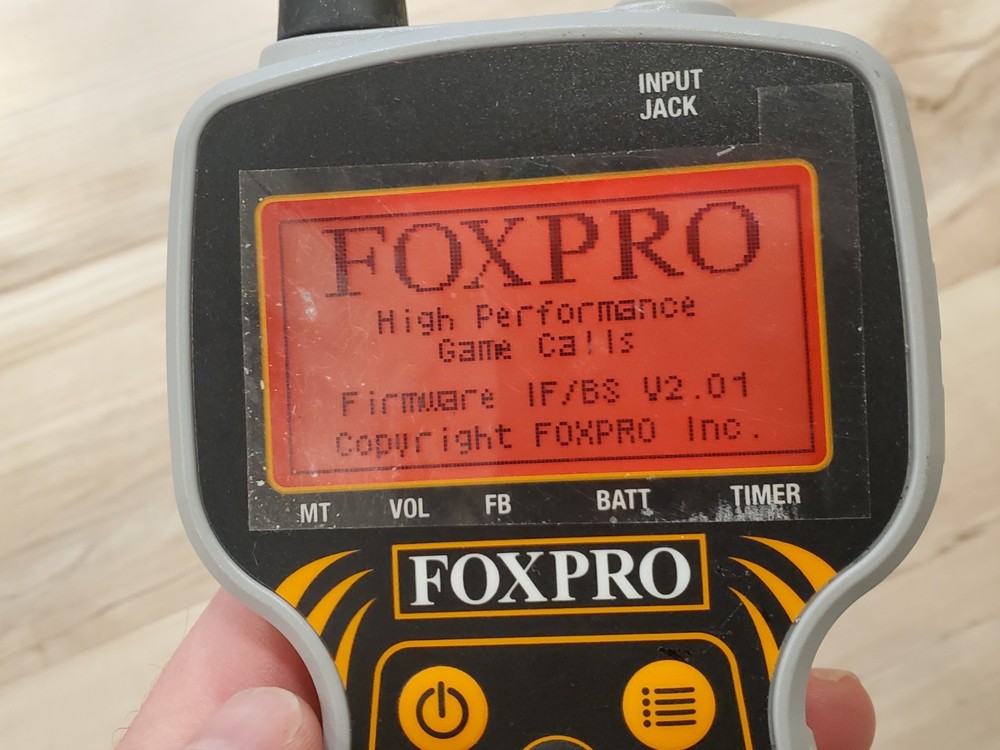 INPUT
JACK
FOXPRO
High Performance
Game Calls
Firmware IF/BS V2.01
Copyright FOXPRO Inc.
MT VOL FB BATT TIMER
FOXPRO